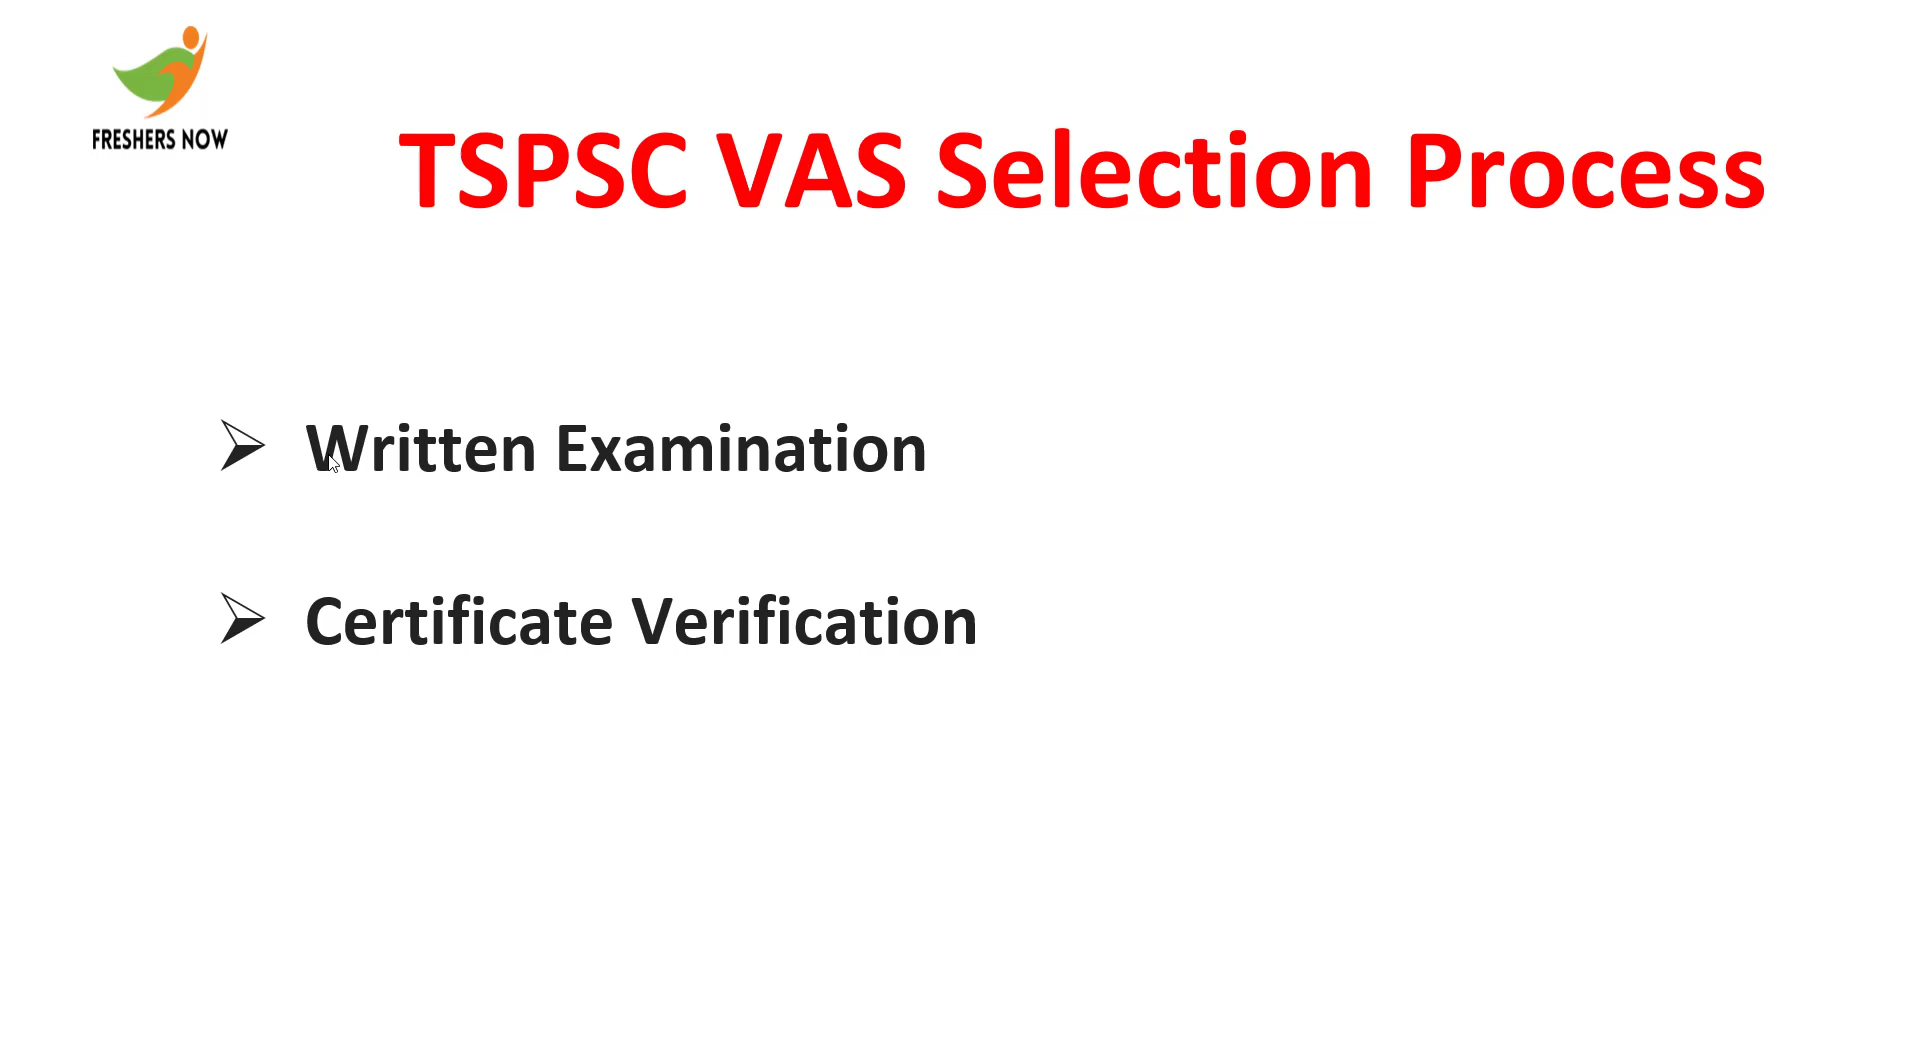 FRESHERS NOW
TSPSC VAS Selection Process
Written Examination
Certificate Verification